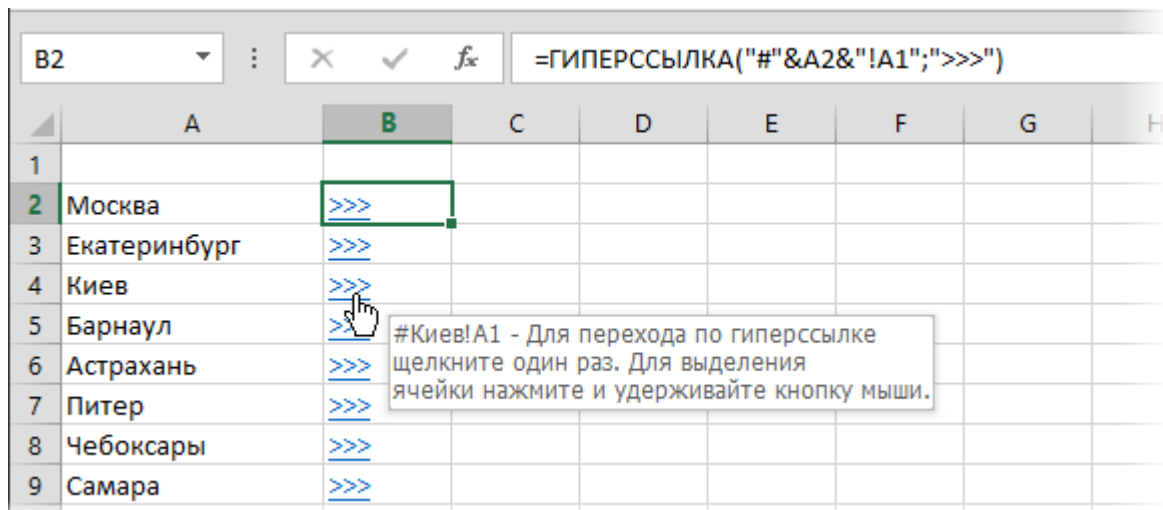 B2 fx =ГИПЕРССЫЛКА("#"&A2&"!A1";">>>")
A B C D E F G H
1
2 Москва >>>
3 Екатеринбург >>>
4 Киев >>>
5 Барнаул >>>
#Киев!A1 - Для перехода по гиперссылке
6 Астрахань >>>
щелкните один раз. Для выделения
ячейки нажмите и удерживайте кнопку мыши.
7 Питер >>>
8 Чебоксары >>>
9 Самара >>>